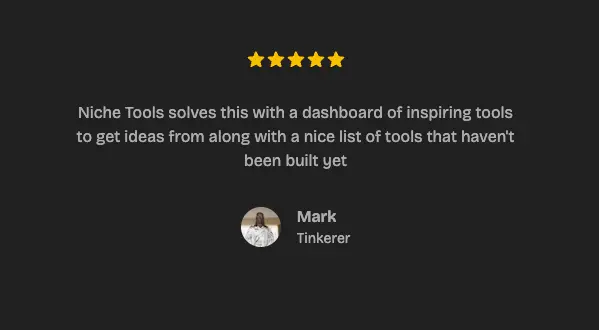 Niche Tools solves this with a dashboard of inspiring tools
to get ideas from along with a nice list of tools that haven't
been built yet
Mark
Tinkerer